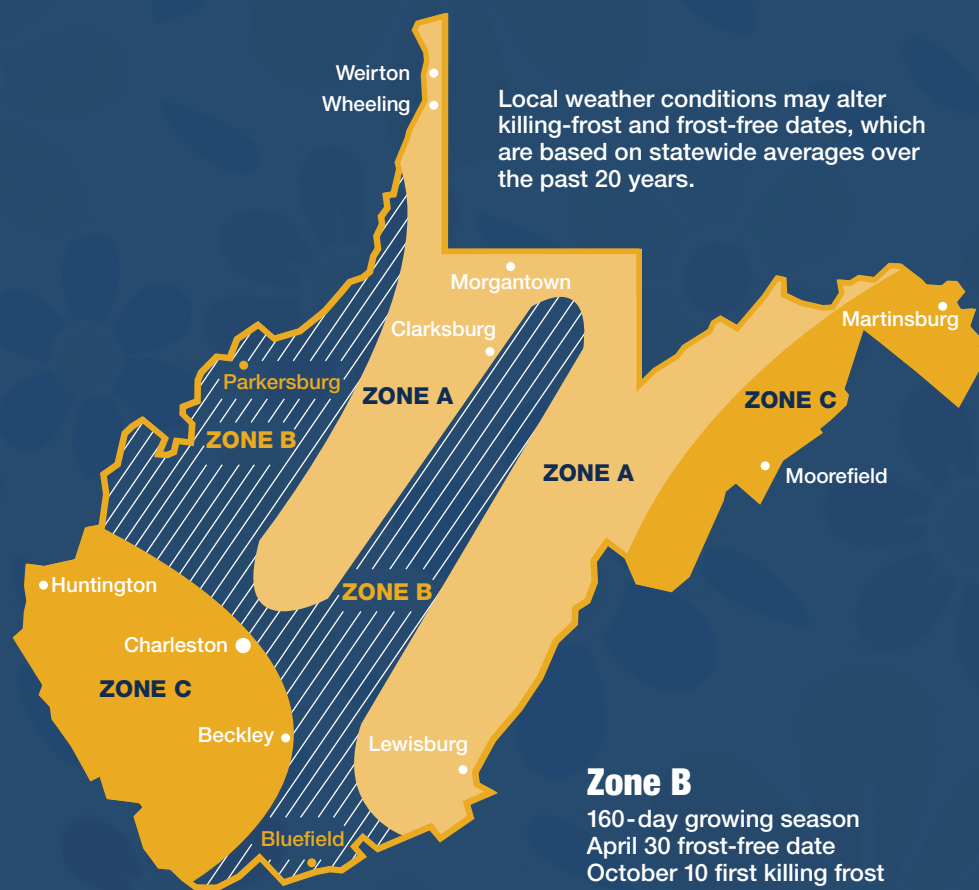 Weirton
Wheeling
Local weather conditions may alter
killing-frost and frost-free dates, which
are based on statewide averages over
the past 20 years.
Morgantown
Clarksburg
Martinsburg
Parkersburg
ZONE A
ZONE C
ZONE B
ZONE A
Moorefield
Huntington
ZONE B
Charleston
ZONE C
Beckley
Lewisburg
Bluefield
Zone B
160-day growing season
April 30 frost-free date
October 10 first killing frost